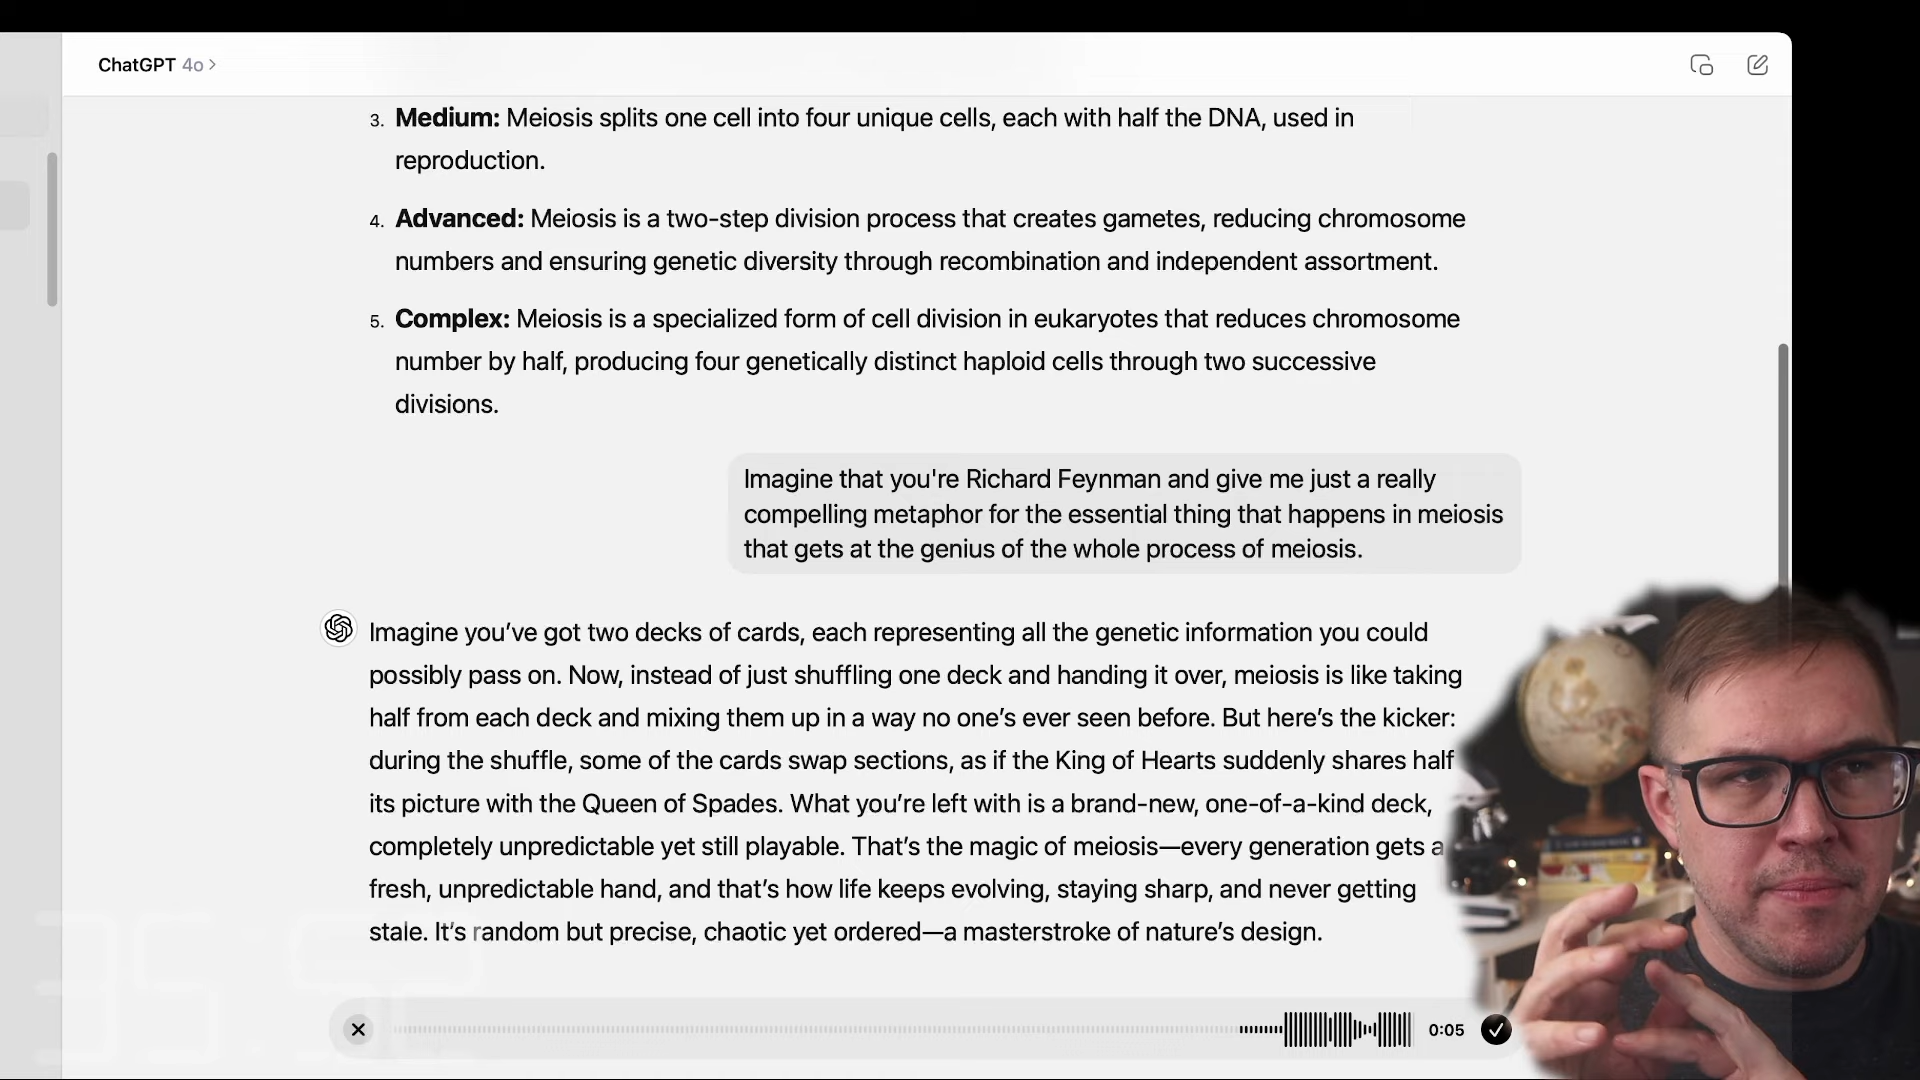 ChatGPT 4o >
3. Medium: Meiosis splits one cell into four unique cells, each with half the DNA, used in
reproduction.
4. Advanced: Meiosis is a two-step division process that creates gametes, reducing chromosome
numbers and ensuring genetic diversity through recombination and independent assortment.
5. Complex: Meiosis is a specialized form of cell division in eukaryotes that reduces chromosome
number by half, producing four genetically distinct haploid cells through two successive
divisions.
Imagine that you're Richard Feynman and give me just a really
compelling metaphor for the essential thing that happens in meiosis
that gets at the genius of the whole process of meiosis.
Imagine you’ve got two decks of cards, each representing all the genetic information you could
possibly pass on. Now, instead of just shuffling one deck and handing it over, meiosis is like taking
half from each deck and mixing them up in a way no one’s ever seen before. But here’s the kicker:
during the shuffle, some of the cards swap sections, as if the King of Hearts suddenly shares half
its picture with the Queen of Spades. What you’re left with is a brand-new, one-of-a-kind deck,
completely unpredictable yet still playable. That’s the magic of meiosis—every generation gets a
fresh, unpredictable hand, and that’s how life keeps evolving, staying sharp, and never getting
stale. It’s random but precise, chaotic yet ordered—a masterstroke of nature’s design.
35:52
0:05